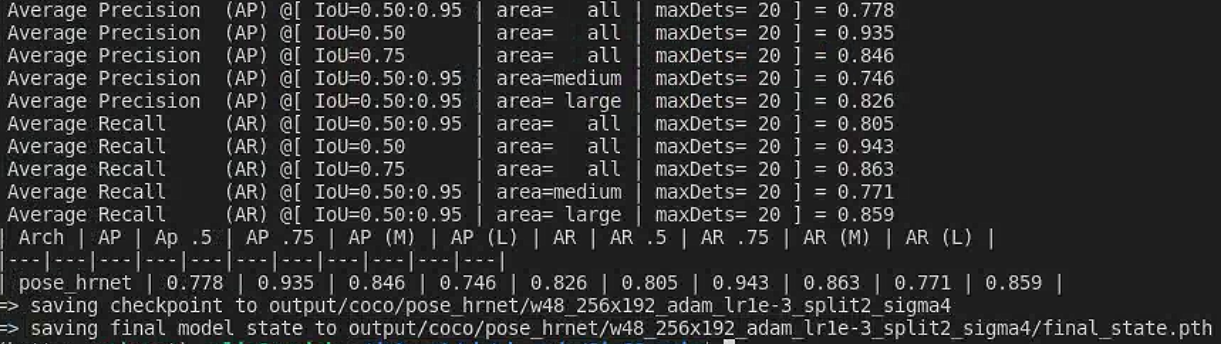 Average Precision  (AP) @[ IoU=0.50:0.95 | area=   all | maxDets= 20 ] = 0.778
Average Precision  (AP) @[ IoU=0.50      | area=   all | maxDets= 20 ] = 0.935
Average Precision  (AP) @[ IoU=0.75      | area=   all | maxDets= 20 ] = 0.846
Average Precision  (AP) @[ IoU=0.50:0.95 | area=medium | maxDets= 20 ] = 0.746
Average Precision  (AP) @[ IoU=0.50:0.95 | area= large | maxDets= 20 ] = 0.826
Average Recall     (AR) @[ IoU=0.50:0.95 | area=   all | maxDets= 20 ] = 0.805
Average Recall     (AR) @[ IoU=0.50      | area=   all | maxDets= 20 ] = 0.943
Average Recall     (AR) @[ IoU=0.75      | area=   all | maxDets= 20 ] = 0.863
Average Recall     (AR) @[ IoU=0.50:0.95 | area=medium | maxDets= 20 ] = 0.771
Average Recall     (AR) @[ IoU=0.50:0.95 | area= large | maxDets= 20 ] = 0.859
| Arch | AP | Ap .5 | AP .75 | AP (M) | AP (L) | AR | AR .5 | AR .75 | AR (M) | AR (L) |
|---|---|---|---|---|---|---|---|---|---|---|
| pose_hrnet | 0.778 | 0.935 | 0.846 | 0.746 | 0.826 | 0.805 | 0.943 | 0.863 | 0.771 | 0.859 |
=> saving checkpoint to output/coco/pose_hrnet/w48_256x192_adam_lr1e-3_split2_sigma4
=> saving final model state to output/coco/pose_hrnet/w48_256x192_adam_lr1e-3_split2_sigma4/final_state.pth